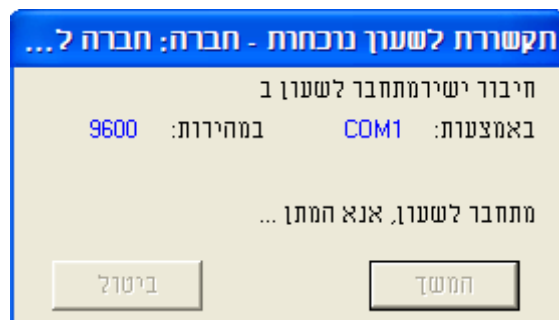 תקשורת לשעון נוכחות - חברה: חברה ל...
חיבור ישירמתחבר לשעון ב
באמצעות: COM1 במהירות: 9600
מתחבר לשעון, אנא המתן ...
המשך ביטול